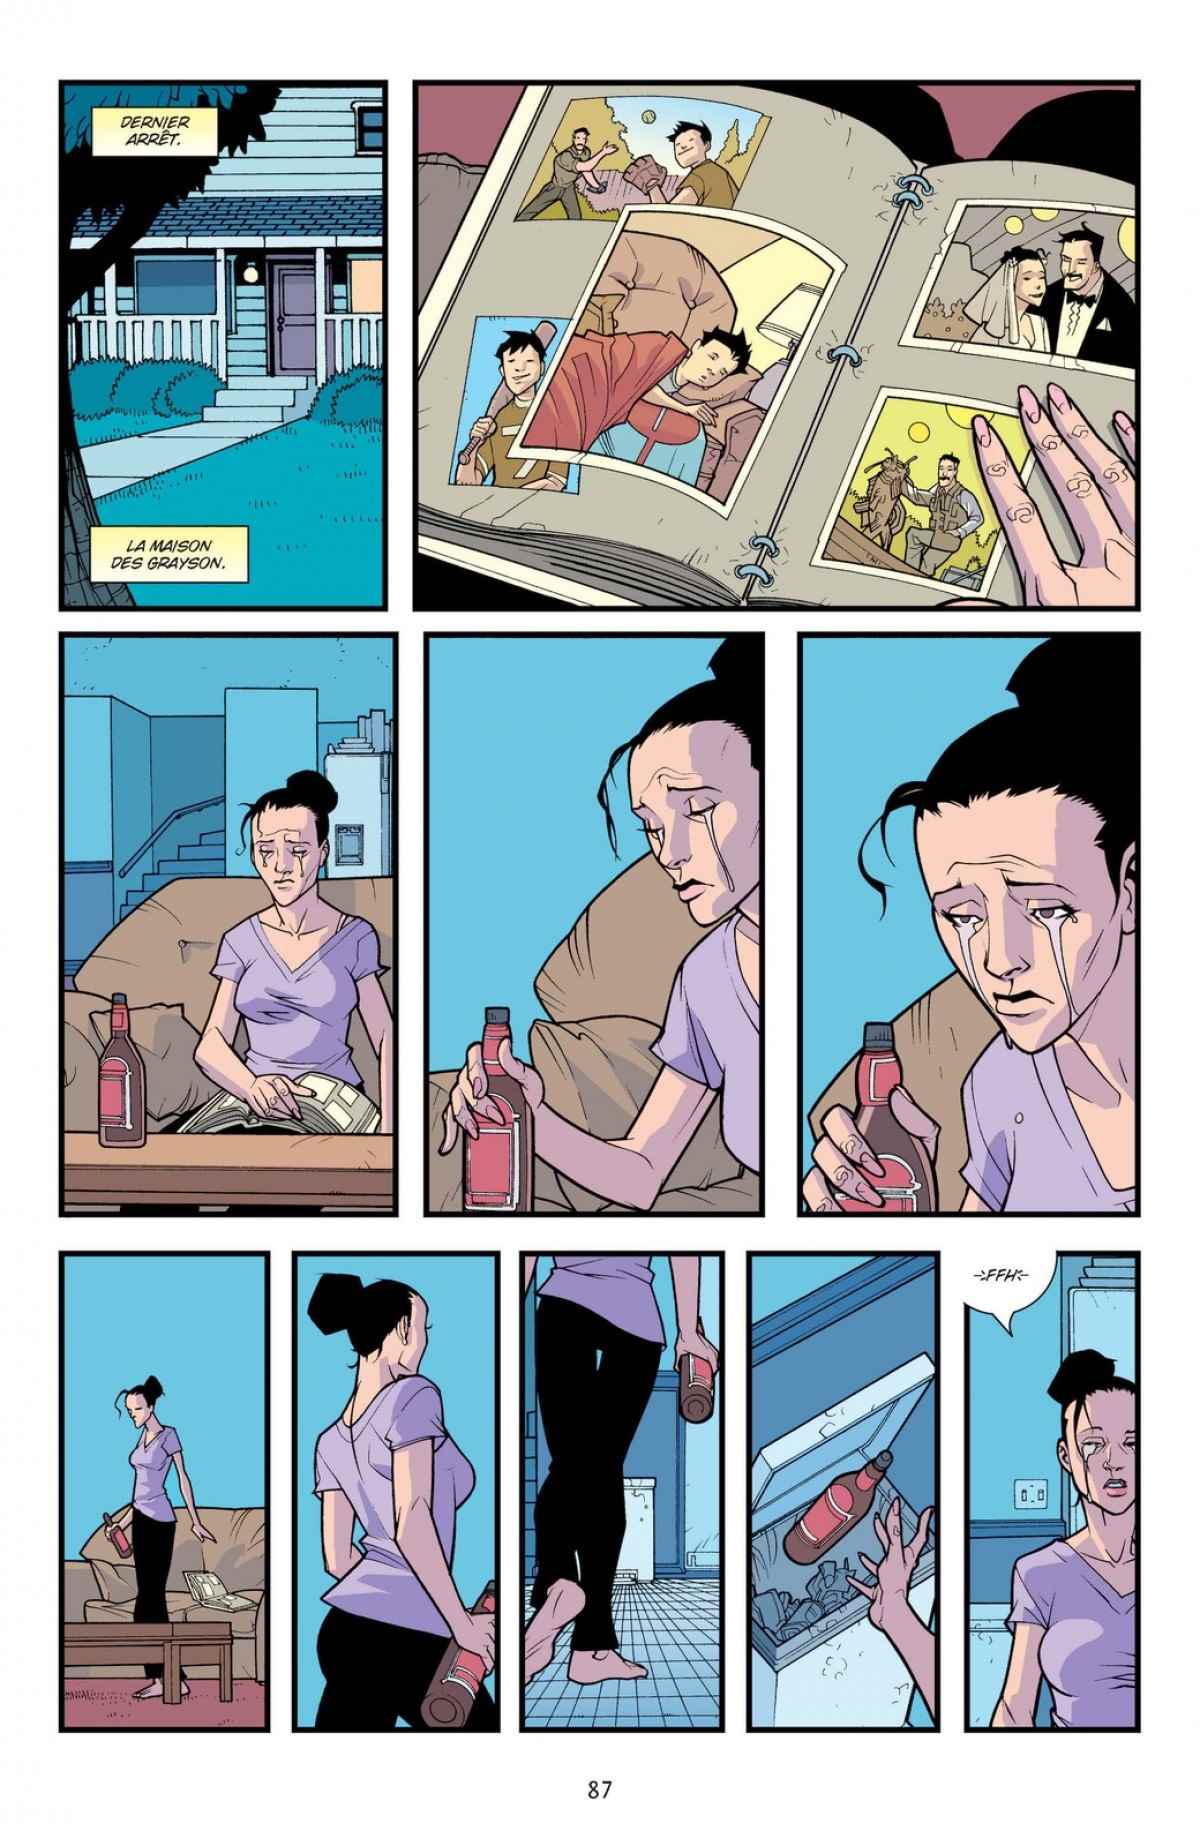 DERNIER
ARRÊT.
LA MAISON
DES GRAYSON.
FFH
87